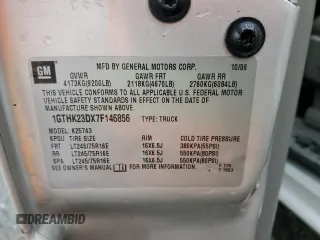 GM
MFD BY GENERAL MOTORS CORP. 10/06
GVWR GAWR FRT GAWR RR
4173KG(9200LB) 2118KG(4670LB) 2760KG(6084LB)
THIS VEHICLE CONFORMS TO ALL APPLICABLE U.S. FEDERAL MOTOR
VEHICLE SAFETY STANDARDS IN EFFECT ON THE DATE OF
MANUFACTURE SHOWN ABOVE.
1GTHK23DX7F146856 TYPE: TRUCK
MODEL: K25743
KPGU TIRE SIZE RIM COLD TIRE PRESSURE
FRT LT245/75R16E 16X6.5J 380KPA(55PSI)
RR LT245/75R16E 16X6.5J 550KPA(80PSI)
SPA LT245/75R16E 16X6.5J 550KPA(80PSI)
SEE OWNER'S MANUAL FOR ADDITIONAL INFORMATION
DREAMBID